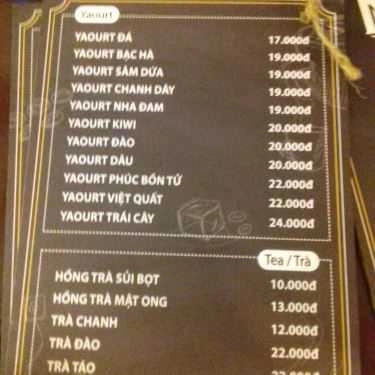 Yaourt
YAOURT ĐÁ 17.000đ
YAOURT BẠC HÀ 19.000đ
YAOURT SÂM DỨA 19.000đ
YAOURT CHANH DÂY 19.000đ
YAOURT NHA ĐAM 19.000đ
YAOURT KIWI 20.000đ
YAOURT ĐÀO 20.000đ
YAOURT DÂU 20.000đ
YAOURT PHÚC BỒN TỬ 22.000đ
YAOURT VIỆT QUẤT 22.000đ
YAOURT TRÁI CÂY 24.000đ
Tea / Trà
HỒNG TRÀ SỦI BỌT 10.000đ
HỒNG TRÀ MẬT ONG 13.000đ
TRÀ CHANH 12.000đ
TRÀ ĐÀO 22.000đ
TRÀ TÁO